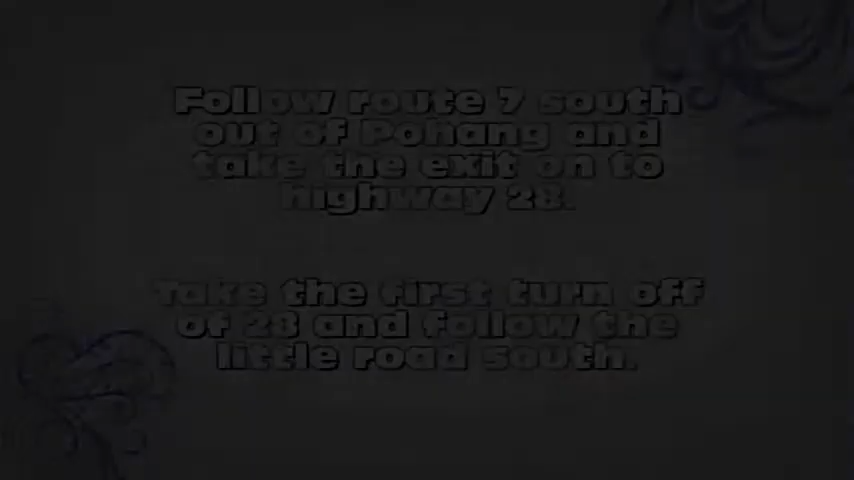 Follow route 7 south
out of Pohang and
take the exit on to
highway 28.
Take the first turn off
of 28 and follow the
little road south.